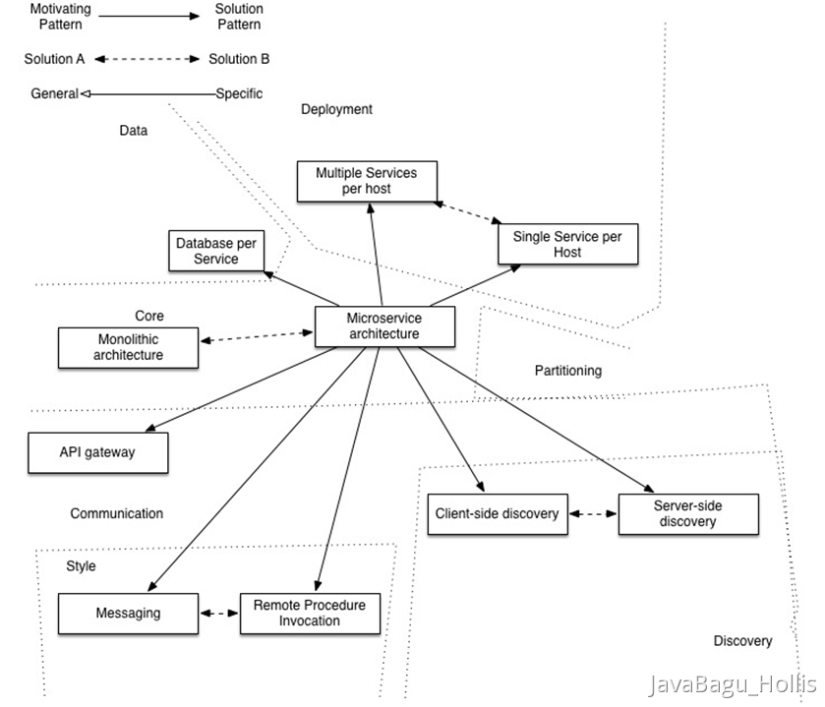 Motivating
Pattern
Solution
Pattern
Solution A
Solution B
General
Specific
Data
Deployment
Multiple Services
per host
Database per
Service
Single Service per
Host
Core
Monolithic
architecture
Microservice
architecture
Partitioning
API gateway
Communication
Client-side discovery
Server-side
discovery
Style
Messaging
Remote Procedure
Invocation
Discovery
JavaBagu_Hollis